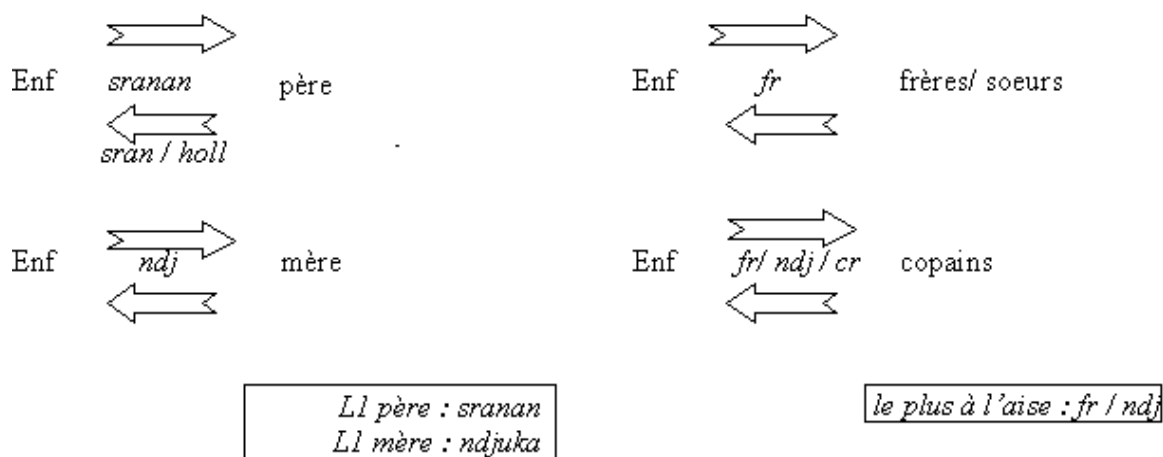 Enf sranan père
sran / holl
Enf fr frères/ soeurs
Enf ndj mère
Enf fr/ ndj / cr copains
L1 père : sranan
L1 mère : ndjuka
le plus à l'aise : fr / ndj